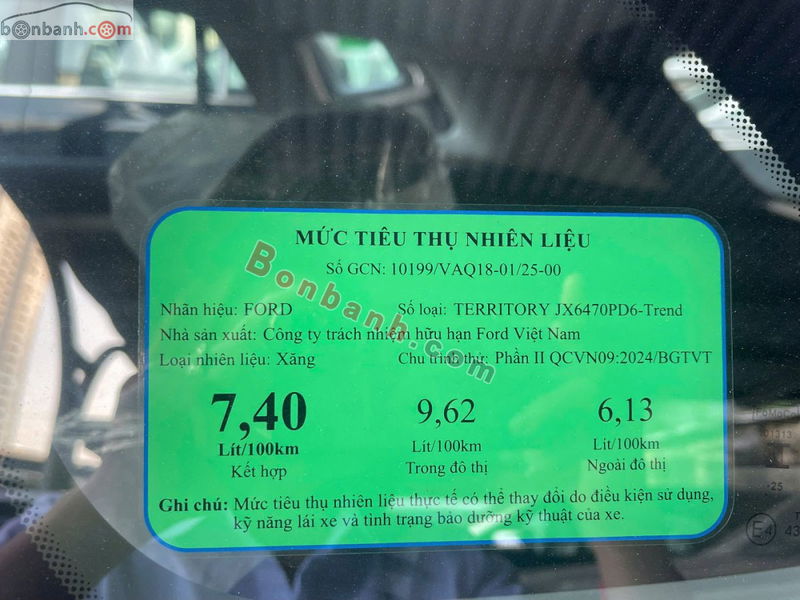 bonbanh.com
MỨC TIÊU THỤ NHIÊN LIỆU
Số GCN: 10199/VAQ18-01/25-00
Nhãn hiệu: FORD Số loại: TERRITORY JX6470PD6-Trend
Nhà sản xuất: Công ty trách nhiệm hữu hạn Ford Việt Nam
Loại nhiên liệu: Xăng Chu trình thử: Phần II QCVN09:2024/BGTVT
7,40 9,62 6,13
Lít/100km Lít/100km Lít/100km
Kết hợp Trong đô thị Ngoài đô thị
Ghi chú: Mức tiêu thụ nhiên liệu thực tế có thể thay đổi do điều kiện sử dụng,
kỹ năng lái xe và tình trạng bảo dưỡng kỹ thuật của xe.
Bonbanh.com
FoMoCo
E4 43